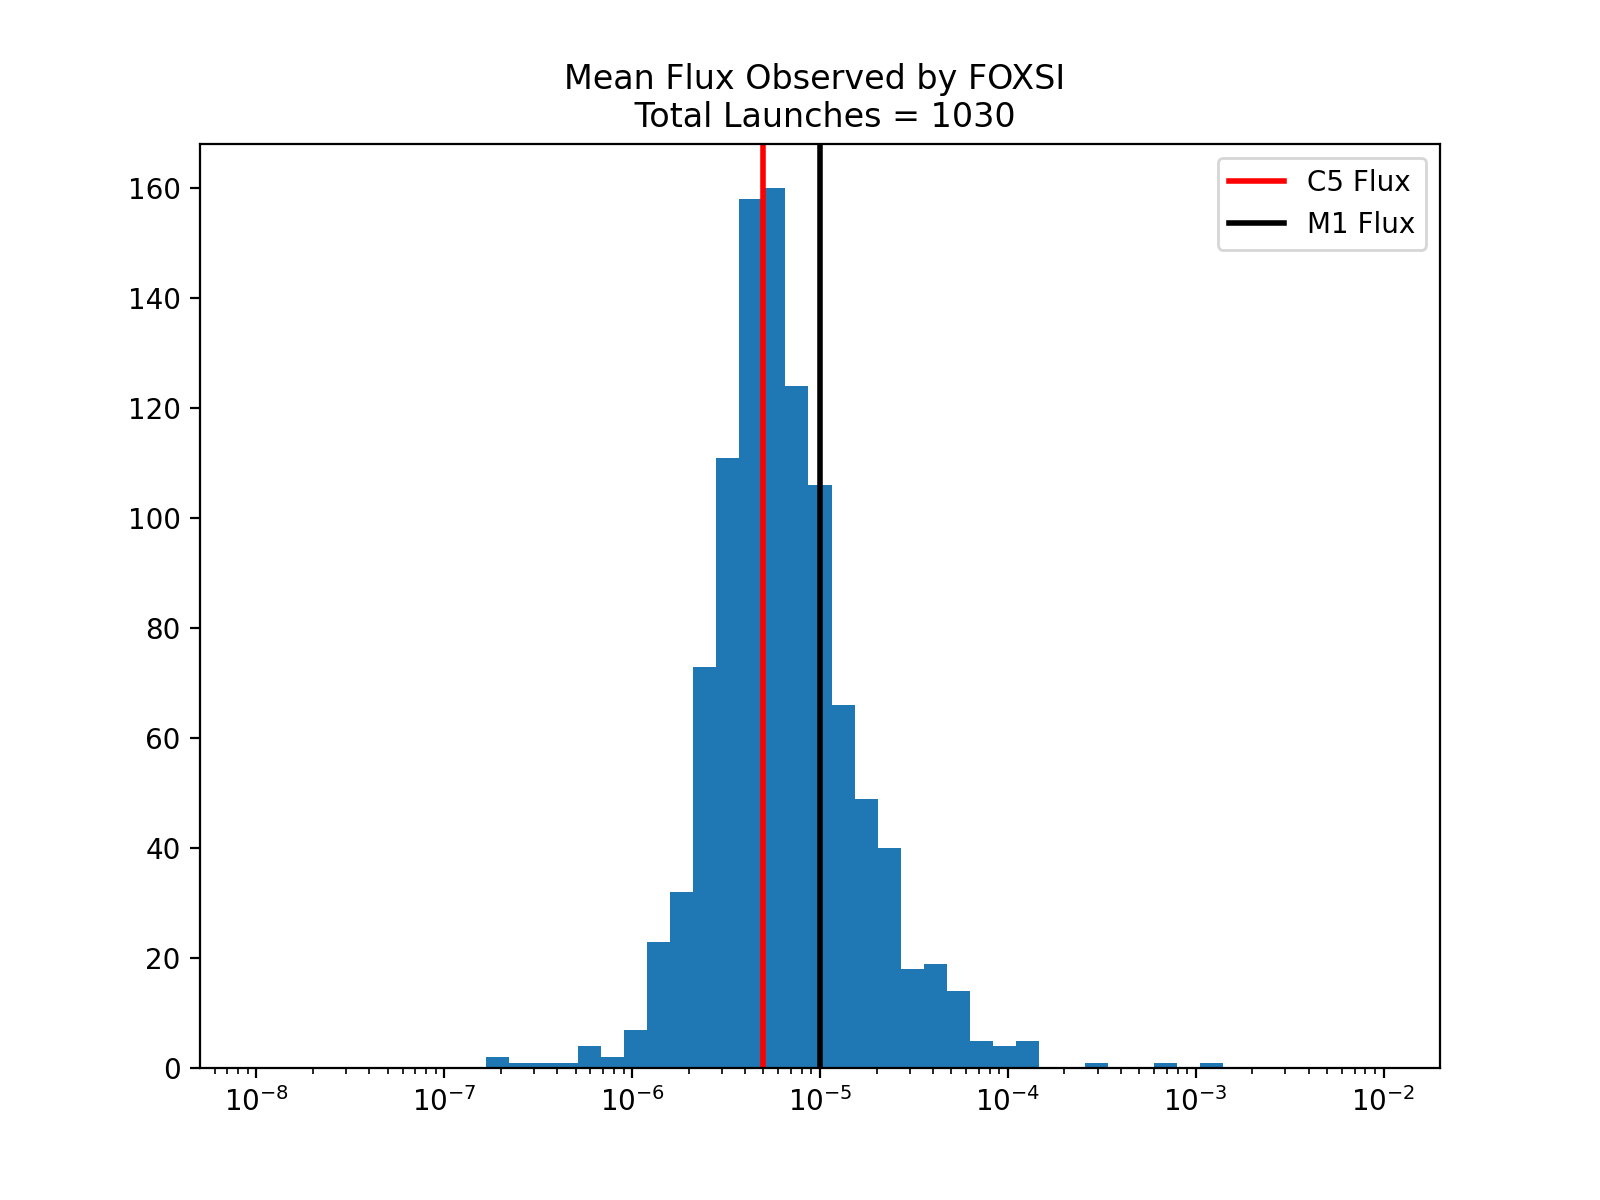 Mean Flux Observed by FOXSI
Total Launches = 1030
C5 Flux
M1 Flux
160
140
120
100
80
60
40
20
0
10⁻⁸ 10⁻⁷ 10⁻⁶ 10⁻⁵ 10⁻⁴ 10⁻³ 10⁻²